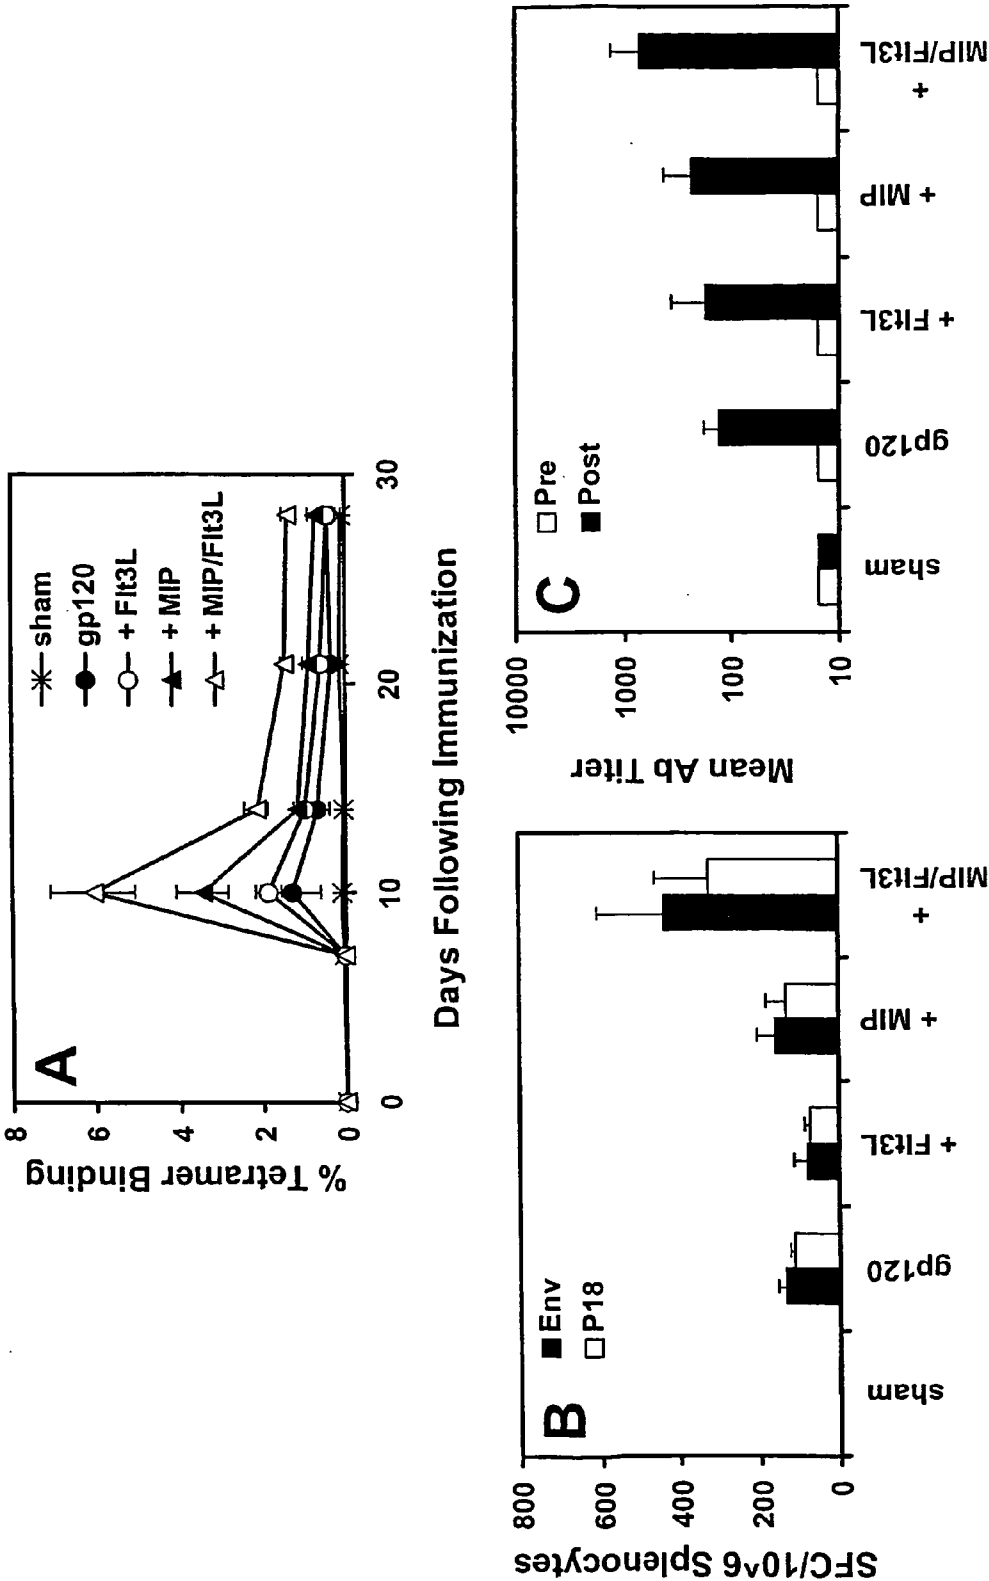 A
% Tetramer Binding
8
6
4
2
0
0
10
20
30
Days Following Immunization
sham
gp120
+ Flt3L
+ MIP
+ MIP/Flt3L
B
SFC/10^6 Splenocytes
800
600
400
200
0
Env
P18
sham
gp120
+ Flt3L
+ MIP
+
MIP/Flt3L
C
Mean Ab Titer
10000
1000
100
10
Pre
Post
sham
gp120
+ Flt3L
+ MIP
+
MIP/Flt3L